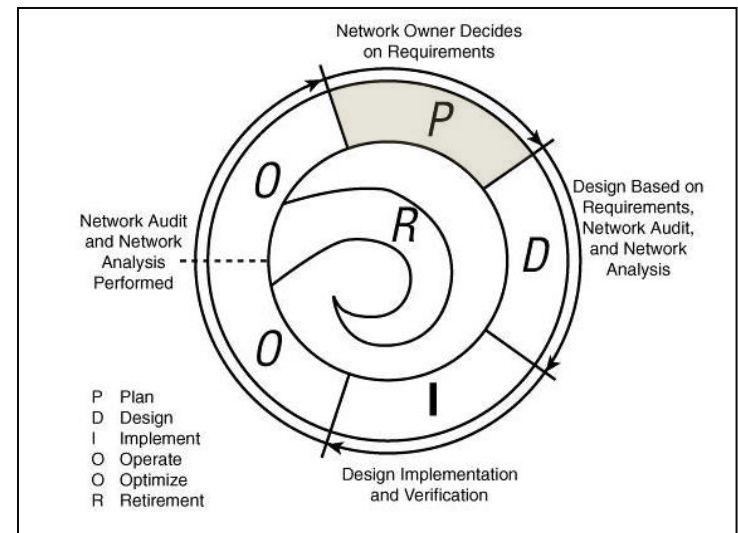 Network Owner Decides
on Requirements
P
Design Based on
Requirements,
Network Audit,
and Network
Analysis
D
I
Design Implementation
and Verification
O
Network Audit
and Network
Analysis
Performed
O
R
P Plan
D Design
I Implement
O Operate
O Optimize
R Retirement